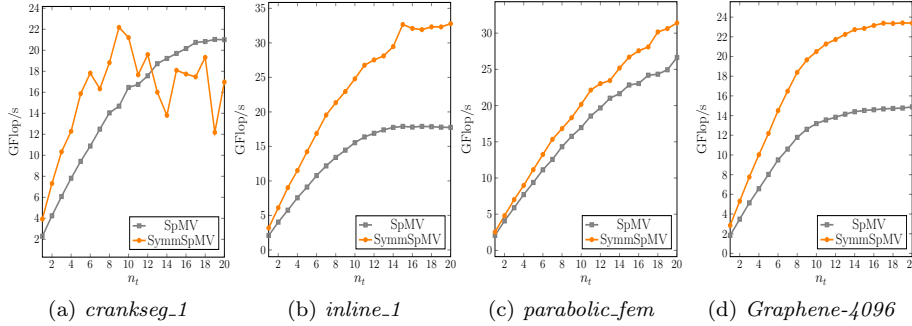 24
22
20
18
16
14
12
10
8
6
4
2
GFlop/s
2 4 6 8 10 12 14 16 18 20
n_t
SpMV
SymmSpMV
(a) crankseg_1
35
30
25
20
15
10
5
0
GFlop/s
2 4 6 8 10 12 14 16 18 20
n_t
SpMV
SymmSpMV
(b) inline_1
35
30
25
20
15
10
5
0
GFlop/s
2 4 6 8 10 12 14 16 18 20
n_t
SpMV
SymmSpMV
(c) parabolic_fem
24
22
20
18
16
14
12
10
8
6
4
2
0
GFlop/s
2 4 6 8 10 12 14 16 18 20
n_t
SpMV
SymmSpMV
(d) Graphene-4096